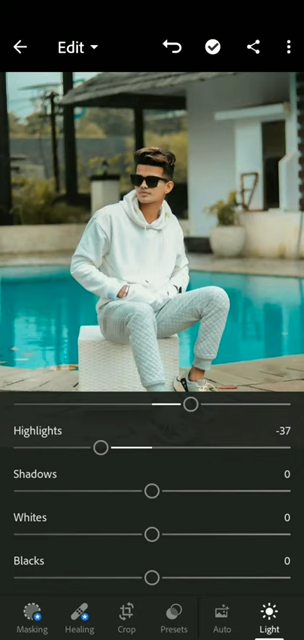 Edit
Highlights -37
Shadows 0
Whites 0
Blacks 0
Masking Healing Crop Presets Auto Light